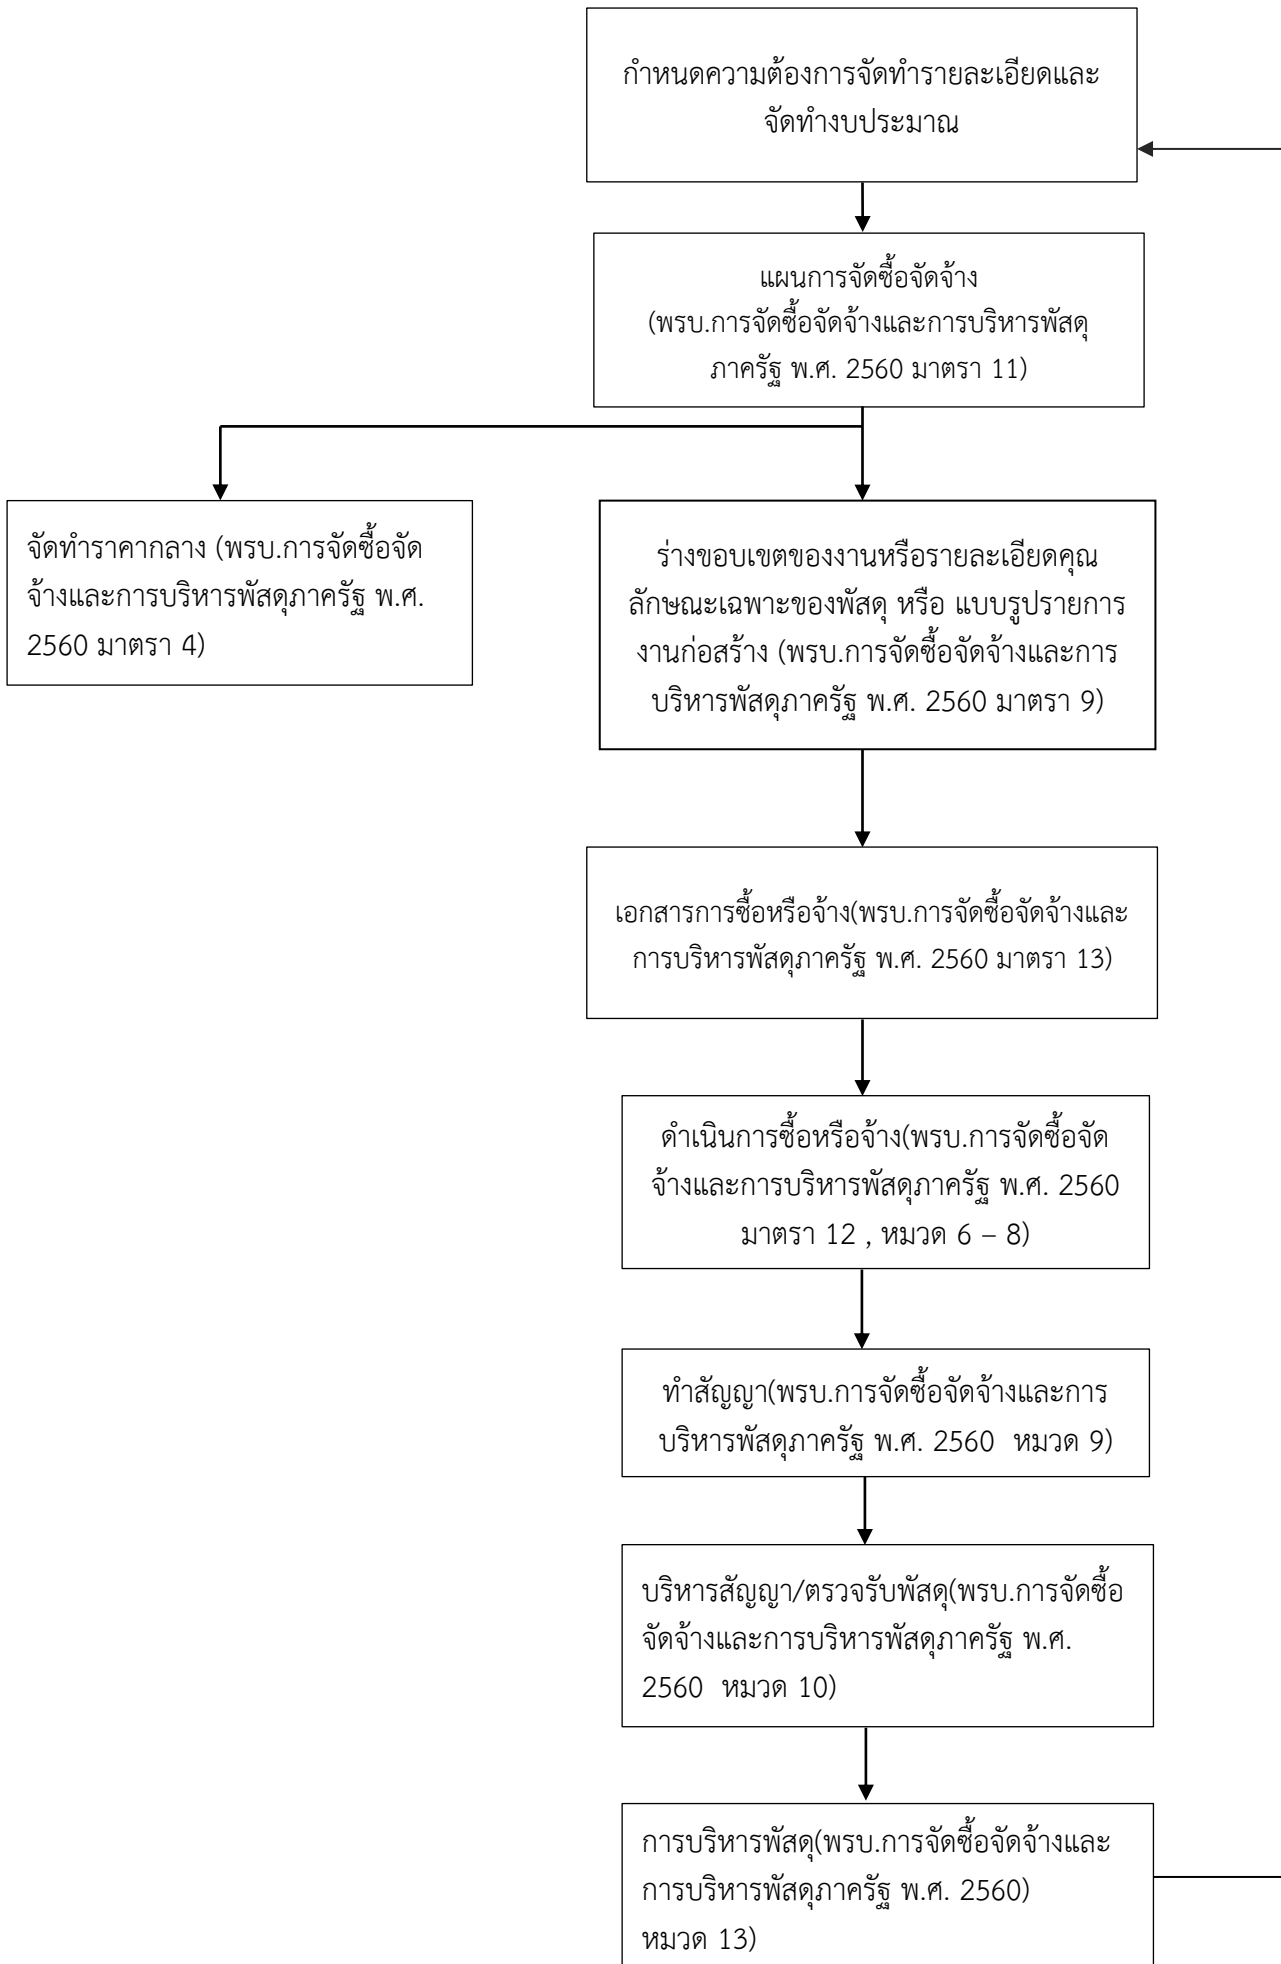 กำหนดความต้องการจัดทำรายละเอียดและ
จัดทำงบประมาณ
แผนการจัดซื้อจัดจ้าง
(พรบ.การจัดซื้อจัดจ้างและการบริหารพัสดุ
ภาครัฐ พ.ศ. 2560 มาตรา 11)
จัดทำราคากลาง (พรบ.การจัดซื้อจัด
จ้างและการบริหารพัสดุภาครัฐ พ.ศ.
2560 มาตรา 4)
ร่างขอบเขตของงานหรือรายละเอียดคุณ
ลักษณะเฉพาะของพัสดุ หรือ แบบรูปรายการ
งานก่อสร้าง (พรบ.การจัดซื้อจัดจ้างและการ
บริหารพัสดุภาครัฐ พ.ศ. 2560 มาตรา 9)
เอกสารการซื้อหรือจ้าง(พรบ.การจัดซื้อจัดจ้างและ
การบริหารพัสดุภาครัฐ พ.ศ. 2560 มาตรา 13)
ดำเนินการซื้อหรือจ้าง(พรบ.การจัดซื้อจัด
จ้างและการบริหารพัสดุภาครัฐ พ.ศ. 2560
มาตรา 12 , หมวด 6 – 8)
ทำสัญญา(พรบ.การจัดซื้อจัดจ้างและการ
บริหารพัสดุภาครัฐ พ.ศ. 2560  หมวด 9)
บริหารสัญญา/ตรวจรับพัสดุ(พรบ.การจัดซื้อ
จัดจ้างและการบริหารพัสดุภาครัฐ พ.ศ.
2560  หมวด 10)
การบริหารพัสดุ(พรบ.การจัดซื้อจัดจ้างและ
การบริหารพัสดุภาครัฐ พ.ศ. 2560)
หมวด 13)